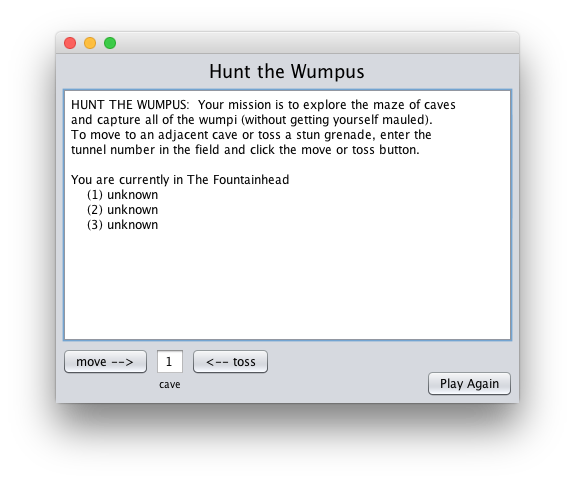 Hunt the Wumpus
HUNT THE WUMPUS:  Your mission is to explore the maze of caves
and capture all of the wumpi (without getting yourself mauled).
To move to an adjacent cave or toss a stun grenade, enter the
tunnel number in the field and click the move or toss button.
You are currently in The Fountainhead
(1) unknown
(2) unknown
(3) unknown
move --> 1 <-- toss
cave
Play Again